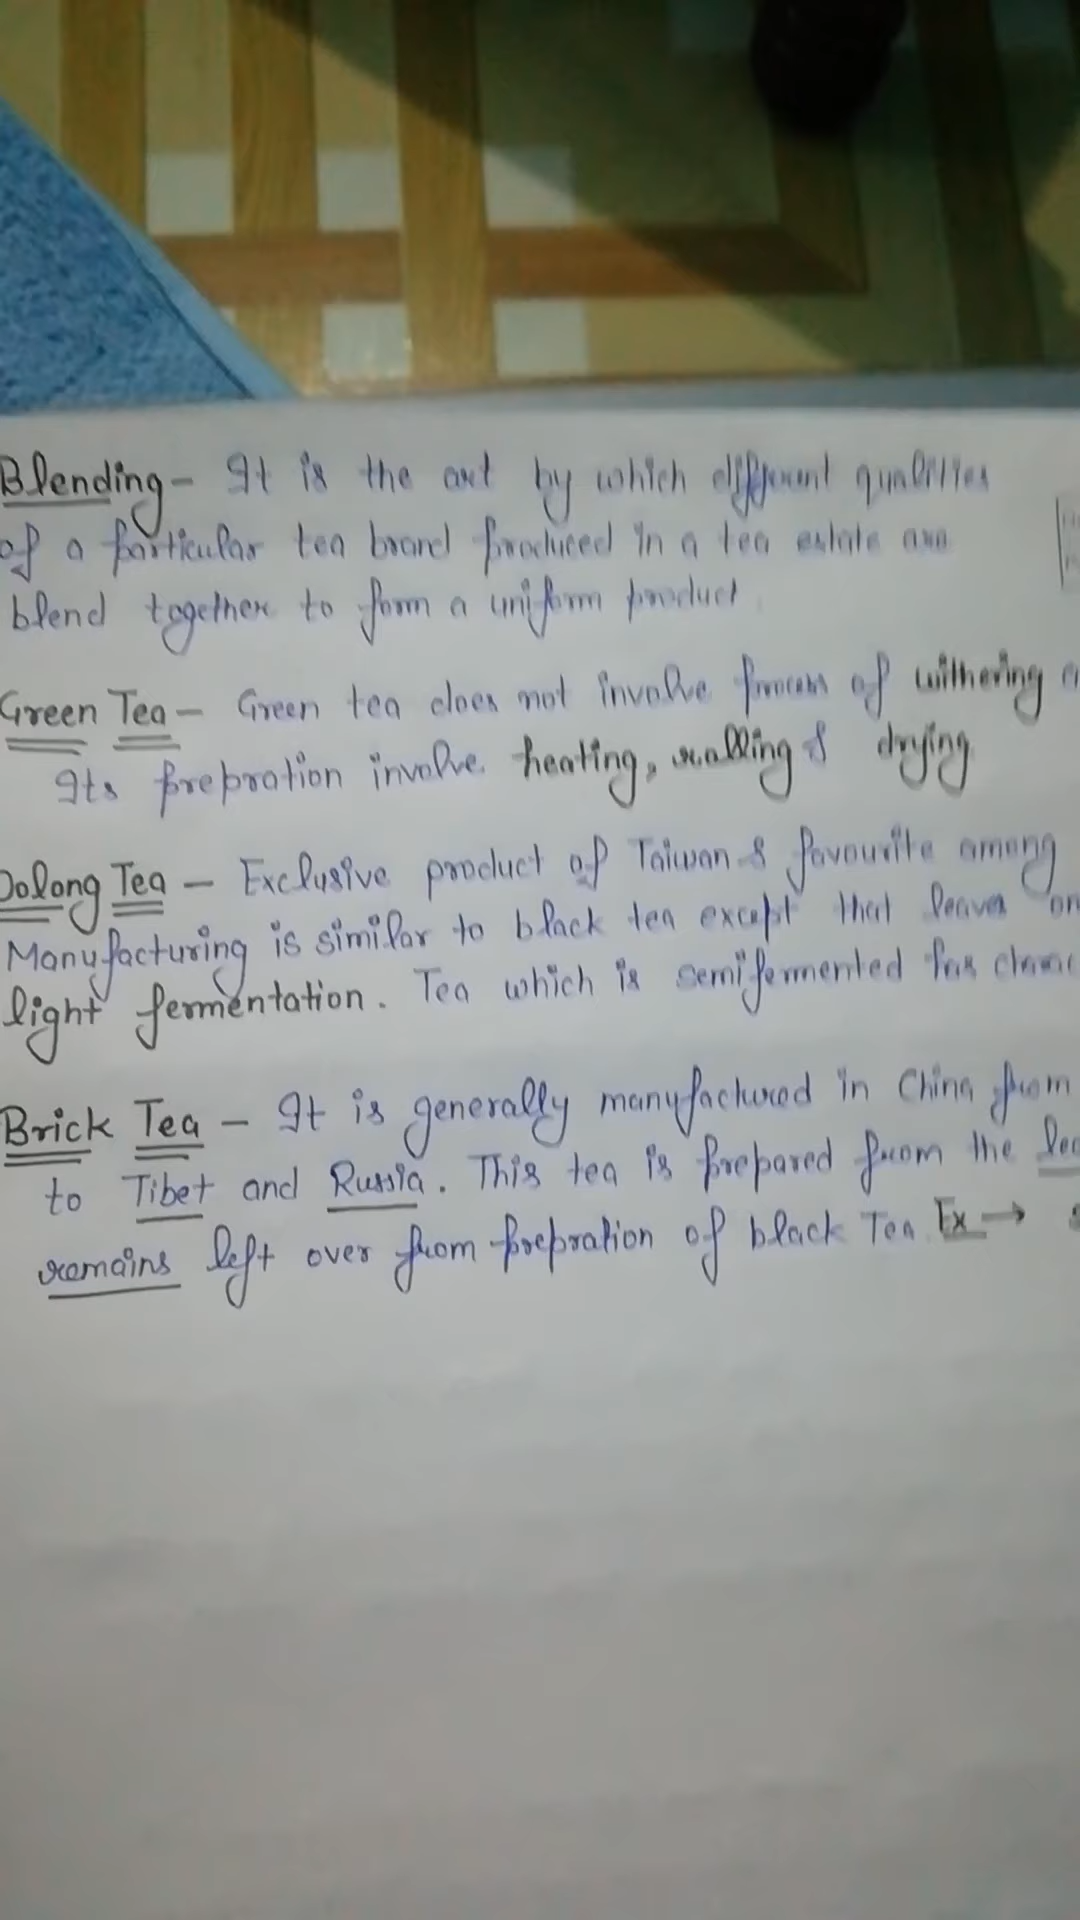 Blending - It is the art by which different qualities
of a particular tea brand produced in a tea estate are
blend together to form a uniform product
Green Tea - Green tea does not involve process of withering
Its prepration involve heating, rolling & drying
Oolong Tea - Exclusive product of Taiwan & favourite among
Manufacturing is similar to black tea except that leaves
light fermentation. Tea which is semifermented has
Brick Tea - It is generally manufactured in China from
to Tibet and Russia. This tea is prepared from the
remains left over from prepration of black Tea. Ex →